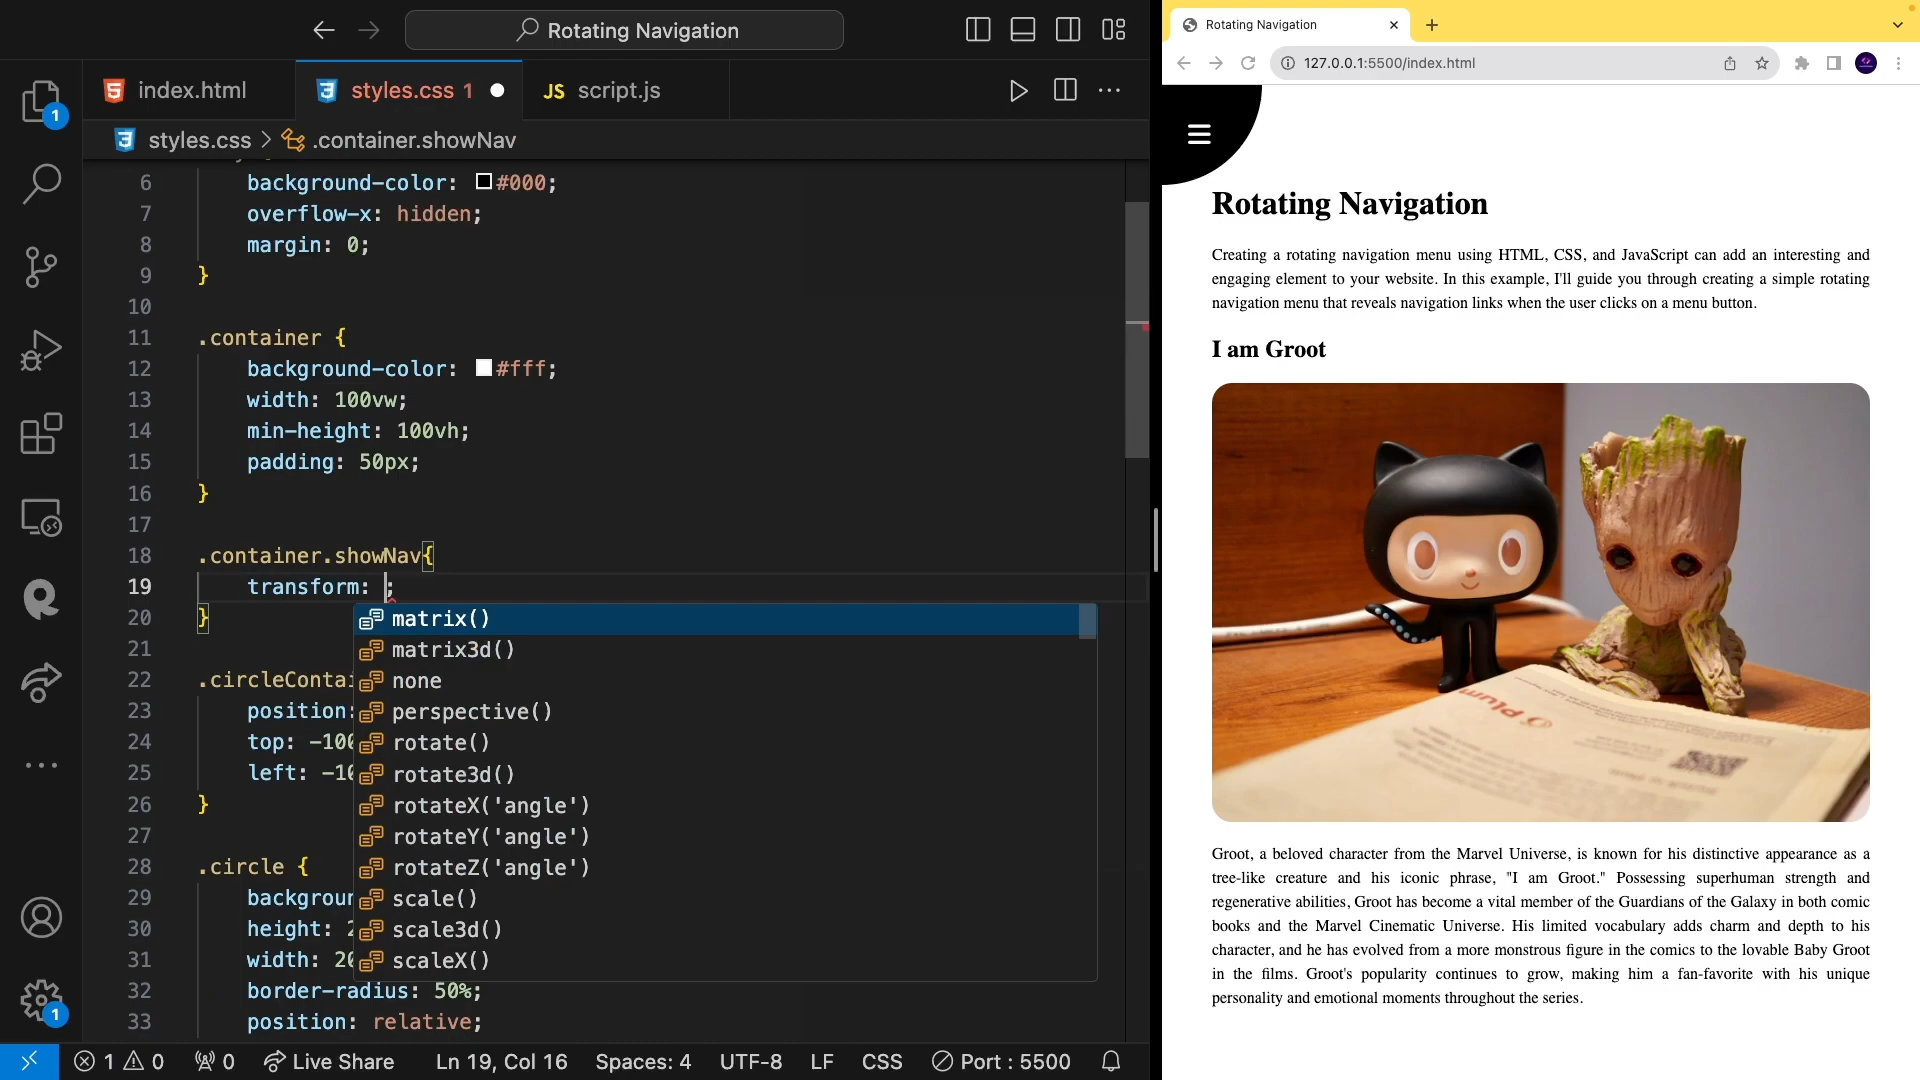 Rotating Navigation
index.html
styles.css 1
JS script.js
styles.css > .container.showNav
6 background-color: #000;
7 overflow-x: hidden;
8 margin: 0;
9 }
10
11 .container {
12 background-color: #fff;
13 width: 100vw;
14 min-height: 100vh;
15 padding: 50px;
16 }
17
18 .container.showNav{
19 transform: ;
20 }
21
22 .circleContai
23 position:
24 top: -100
25 left: -10
26 }
27
28 .circle {
29 backgroun
30 height: 2
31 width: 20
32 border-radius: 50%;
33 position: relative;
matrix()
matrix3d()
none
perspective()
rotate()
rotate3d()
rotateX('angle')
rotateY('angle')
rotateZ('angle')
scale()
scale3d()
scaleX()
1
1
1 0 0 Live Share Ln 19, Col 16 Spaces: 4 UTF-8 LF CSS Port : 5500
Rotating Navigation
127.0.0.1:5500/index.html
Rotating Navigation
Creating a rotating navigation menu using HTML, CSS, and JavaScript can add an interesting and
engaging element to your website. In this example, I'll guide you through creating a simple rotating
navigation menu that reveals navigation links when the user clicks on a menu button.
I am Groot
Plum
Groot, a beloved character from the Marvel Universe, is known for his distinctive appearance as a
tree-like creature and his iconic phrase, "I am Groot." Possessing superhuman strength and
regenerative abilities, Groot has become a vital member of the Guardians of the Galaxy in both comic
books and the Marvel Cinematic Universe. His limited vocabulary adds charm and depth to his
character, and he has evolved from a more monstrous figure in the comics to the lovable Baby Groot
in the films. Groot's popularity continues to grow, making him a fan-favorite with his unique
personality and emotional moments throughout the series.